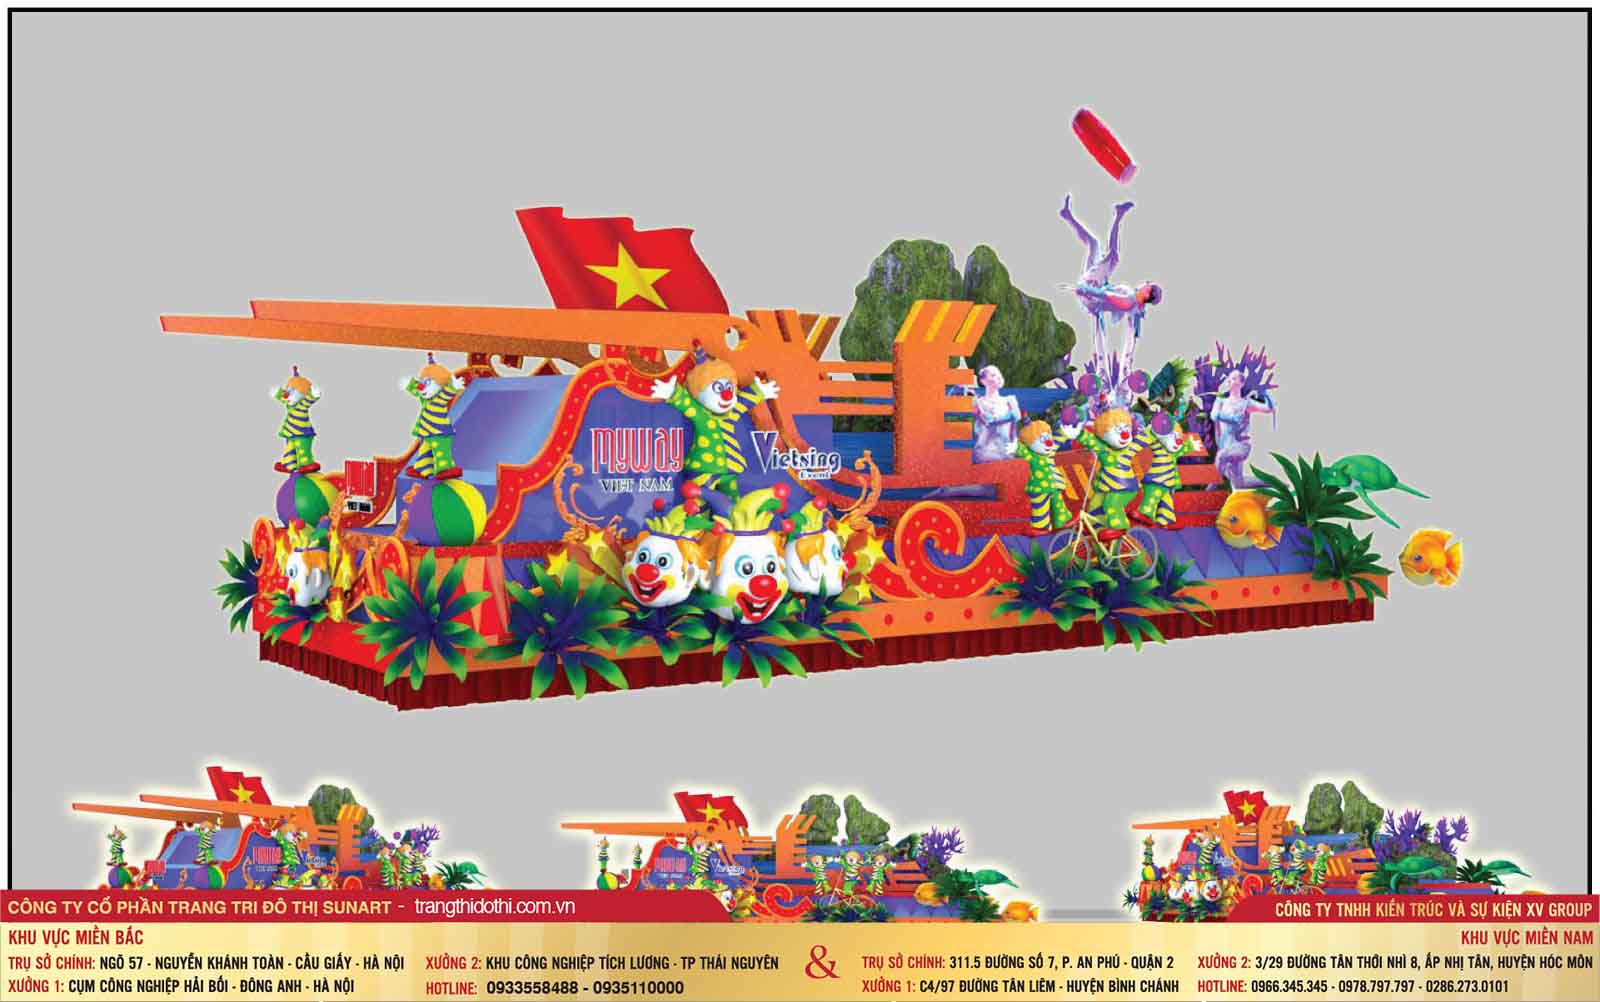 myway
VIET NAM
Vietsing
Event
CÔNG TY CỔ PHẦN TRANG TRI ĐÔ THỊ SUNART - trangthidothi.com.vn
CÔNG TY TNHH KIẾN TRÚC VÀ SỰ KIỆN XV GROUP
KHU VỰC MIỀN BẮC
KHU VỰC MIỀN NAM
TRỤ SỞ CHÍNH: NGÕ 57 - NGUYỄN KHÁNH TOÀN - CẦU GIẤY - HÀ NỘI
XƯỞNG 1: CỤM CÔNG NGHIỆP HẢI BỐI - ĐÔNG ANH - HÀ NỘI
XƯỞNG 2: KHU CÔNG NGHIỆP TÍCH LƯƠNG - TP THÁI NGUYÊN
HOTLINE: 0933558488 - 0935110000
&
TRỤ SỞ CHÍNH: 311.5 ĐƯỜNG SỐ 7, P. AN PHÚ - QUẬN 2
XƯỞNG 1: C4/97 ĐƯỜNG TÂN LIÊM - HUYỆN BÌNH CHÁNH
XƯỞNG 2: 3/29 ĐƯỜNG TÂN THỚI NHÌ 8, ẤP NHỊ TÂN, HUYỆN HÓC MÔN
HOTLINE: 0966.345.345 - 0978.797.797 - 0286.273.0101